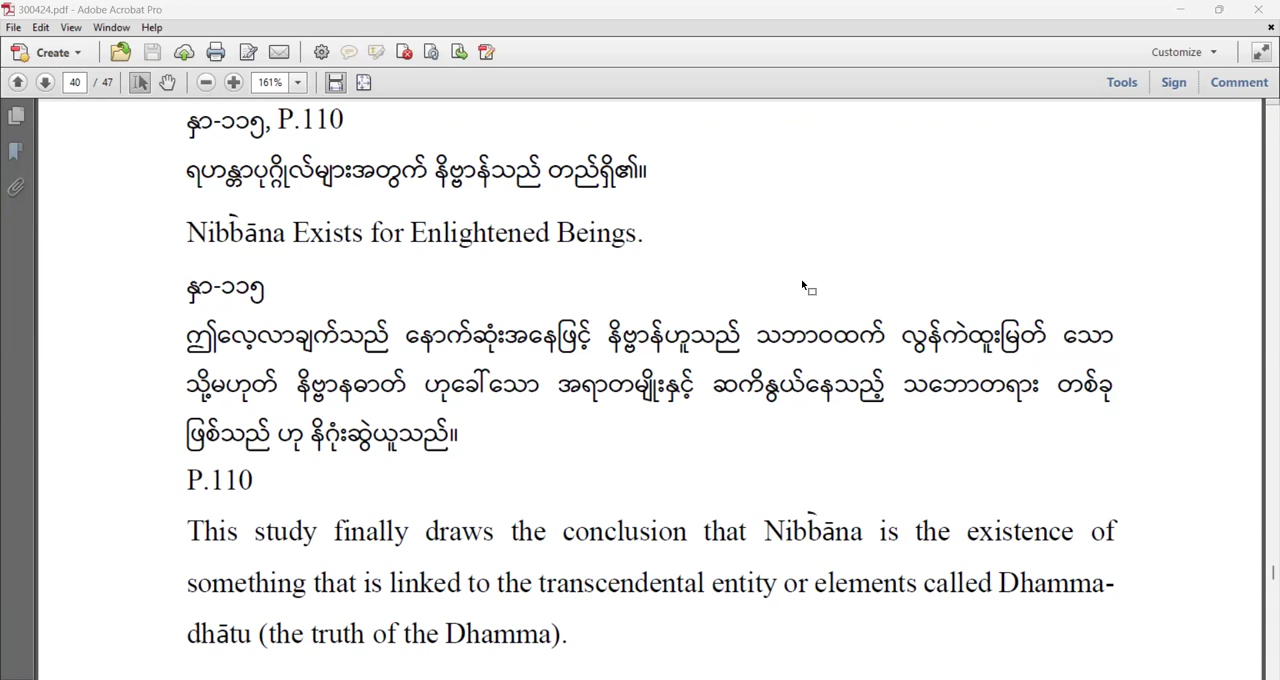 300424.pdf - Adobe Acrobat Pro
File Edit View Window Help
Create Customize
40 / 47 161% Tools Sign Comment
နှာ-၁၁၅, P.110
ရဟန္တာပုဂ္ဂိုလ်များအတွက် နိဗ္ဗာန်သည် တည်ရှိ၏။
Nibbāna Exists for Enlightened Beings.
နှာ-၁၁၅
ဤလေ့လာချက်သည် နောက်ဆုံးအနေဖြင့် နိဗ္ဗာန်ဟူသည် သဘာဝထက် လွန်ကဲထူးမြတ် သော
သို့မဟုတ် နိဗ္ဗာနဓာတ် ဟုခေါ်သော အရာတမျိုးနှင့် ဆက်နွယ်နေသည့် သဘောတရား တစ်ခု
ဖြစ်သည် ဟု နိဂုံးဆွဲယူသည်။
P.110
This study finally draws the conclusion that Nibbāna is the existence of
something that is linked to the transcendental entity or elements called Dhamma-
dhātu (the truth of the Dhamma).